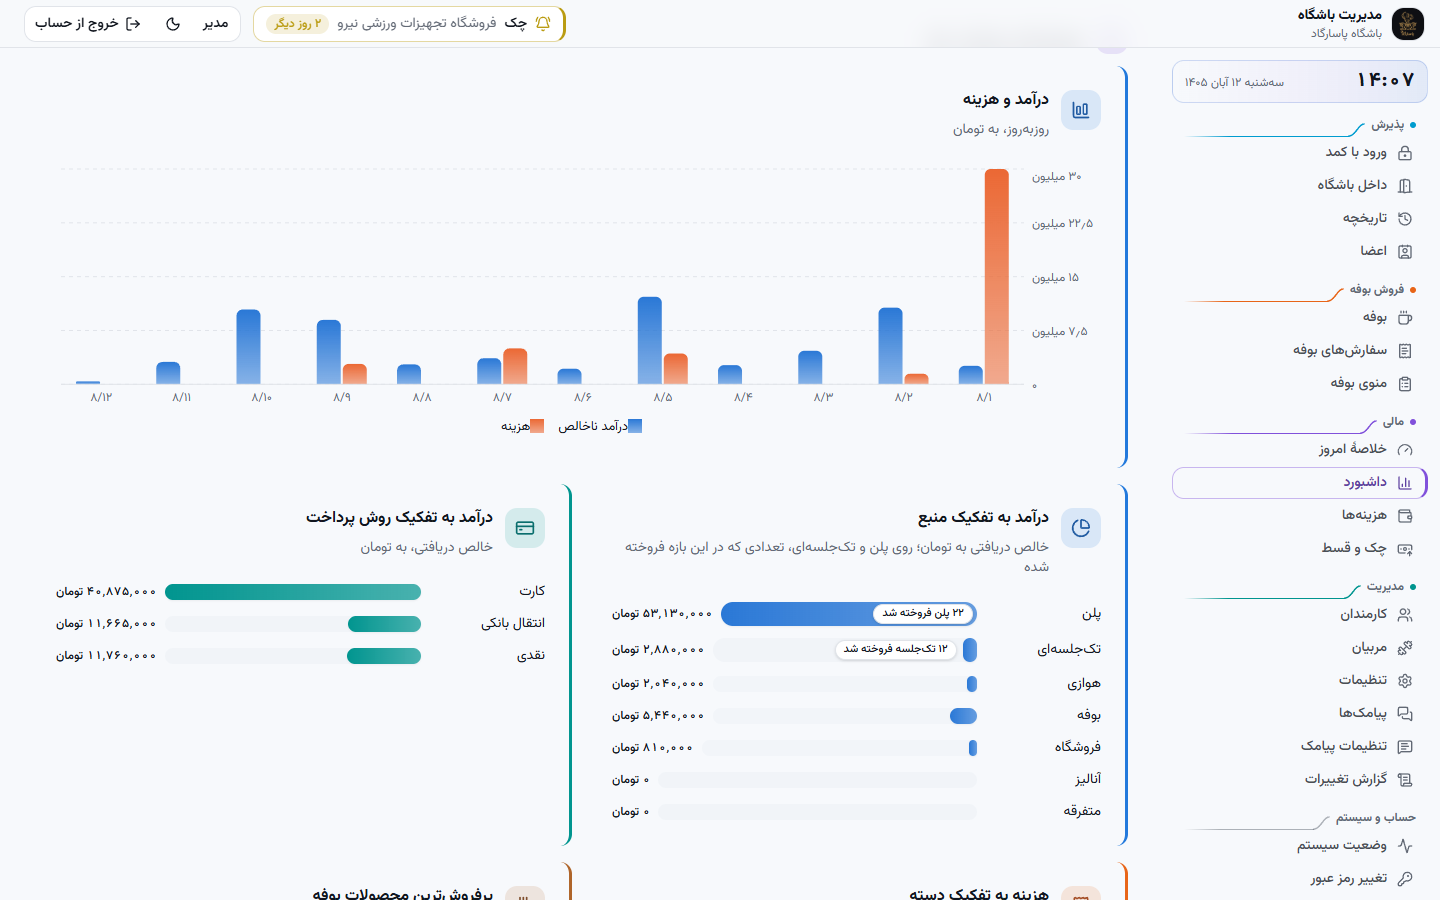 مدیریت باشگاه
باشگاه پاسارگاد
چک فروشگاه تجهیزات ورزشی نیرو ۲ روز دیگر
مدیر
خروج از حساب
۱۴:۰۷
سه‌شنبه ۱۲ آبان ۱۴۰۵
پذیرش
ورود با کمد
داخل باشگاه
تاریخچه
اعضا
فروش بوفه
بوفه
سفارش‌های بوفه
منوی بوفه
مالی
خلاصهٔ امروز
داشبورد
هزینه‌ها
چک و قسط
مدیریت
کارمندان
مربیان
تنظیمات
پیامک‌ها
تنظیمات پیامک
گزارش تغییرات
حساب و سیستم
وضعیت سیستم
تغییر رمز عبور
درآمد و هزینه
روزبه‌روز، به تومان
۳۰ میلیون
۲۲٫۵ میلیون
۱۵ میلیون
۷٫۵ میلیون
۰
۸/۱ ۸/۲ ۸/۳ ۸/۴ ۸/۵ ۸/۶ ۸/۷ ۸/۸ ۸/۹ ۸/۱۰ ۸/۱۱ ۸/۱۲
درآمد ناخالص هزینه
درآمد به تفکیک منبع
خالص دریافتی به تومان؛ روی پلن و تک‌جلسه‌ای، تعدادی که در این بازه فروخته
شده
پلن ۲۲ پلن فروخته شد ۵۳,۱۳۰,۰۰۰ تومان
تک‌جلسه‌ای ۱۲ تک‌جلسه فروخته شد ۲,۸۸۰,۰۰۰ تومان
هوازی ۲,۰۴۰,۰۰۰ تومان
بوفه ۵,۴۴۰,۰۰۰ تومان
فروشگاه ۸۱۰,۰۰۰ تومان
آنالیز ۰ تومان
متفرقه ۰ تومان
درآمد به تفکیک روش پرداخت
خالص دریافتی، به تومان
کارت ۴۰,۸۷۵,۰۰۰ تومان
انتقال بانکی ۱۱,۶۶۵,۰۰۰ تومان
نقدی ۱۱,۷۶۰,۰۰۰ تومان
هزینه به تفکیک دسته
پرفروش‌ترین محصولات بوفه